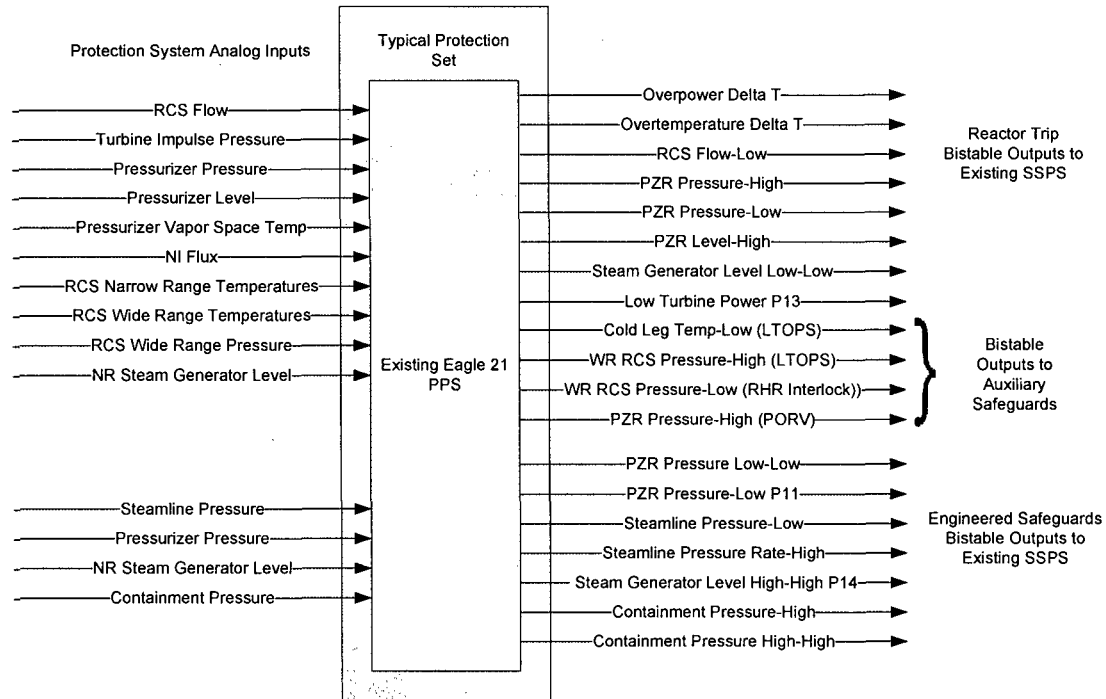 Protection System Analog Inputs
Typical Protection
Set
RCS Flow
Turbine Impulse Pressure
Pressurizer Pressure
Pressurizer Level
Pressurizer Vapor Space Temp
NI Flux
RCS Narrow Range Temperatures
RCS Wide Range Temperatures
RCS Wide Range Pressure
NR Steam Generator Level
Steamline Pressure
Pressurizer Pressure
NR Steam Generator Level
Containment Pressure
Existing Eagle 21
PPS
Overpower Delta T
Overtemperature Delta T
RCS Flow-Low
PZR Pressure-High
PZR Pressure-Low
PZR Level-High
Steam Generator Level Low-Low
Low Turbine Power P13
Cold Leg Temp-Low (LTOPS)
WR RCS Pressure-High (LTOPS)
WR RCS Pressure-Low (RHR Interlock))
PZR Pressure-High (PORV)
PZR Pressure Low-Low
PZR Pressure-Low P11
Steamline Pressure-Low
Steamline Pressure Rate-High
Steam Generator Level High-High P14
Containment Pressure-High
Containment Pressure High-High
Reactor Trip
Bistable Outputs to
Existing SSPS
Bistable
Outputs to
Auxiliary
Safeguards
Engineered Safeguards
Bistable Outputs to
Existing SSPS